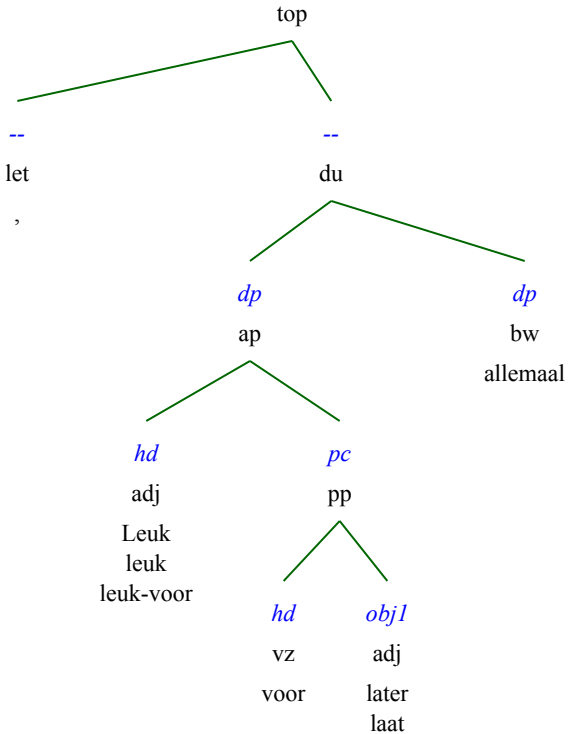 top
-- --
let du
,
dp dp
ap bw
allemaal
hd pc
adj pp
Leuk
leuk
leuk-voor
hd obj1
vz adj
voor later
laat